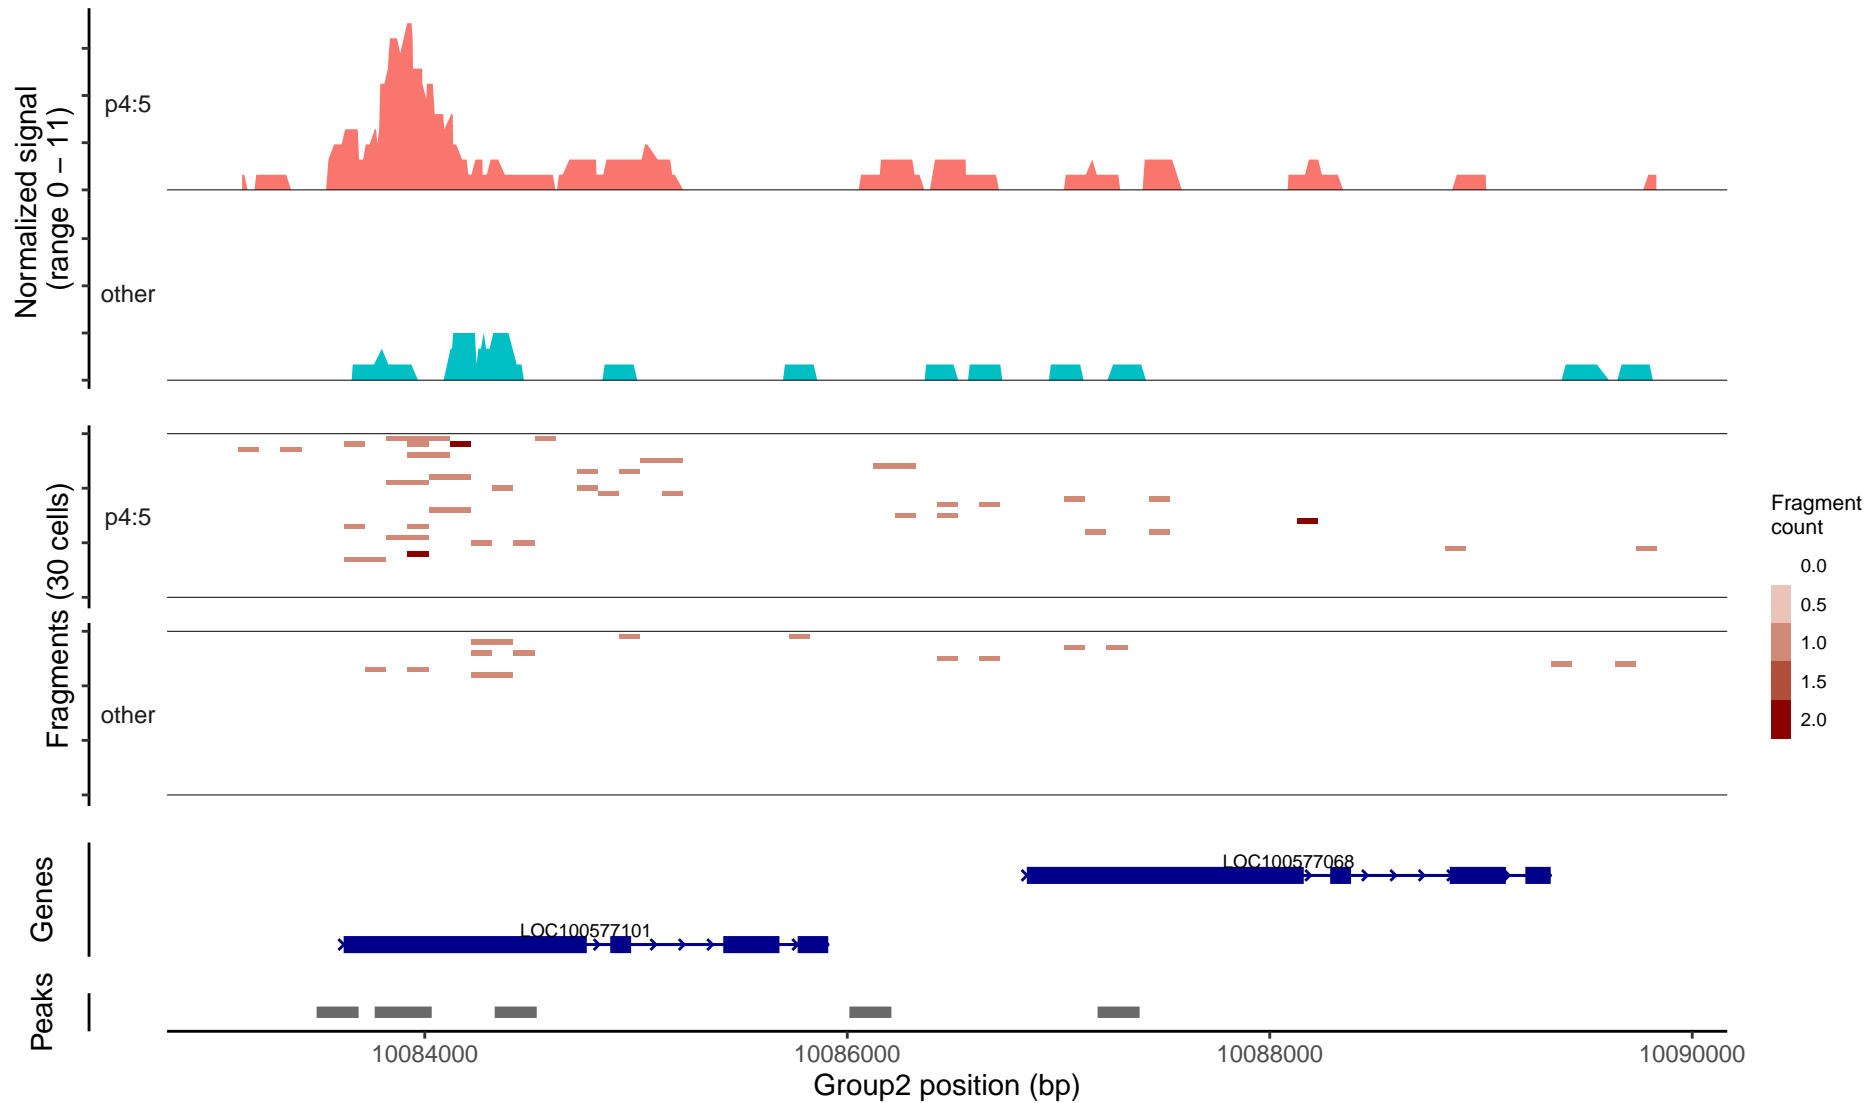 Normalized signal
(range 0 – 11)
p4:5
other
Fragments (30 cells)
p4:5
other
Fragment
count
0.0
0.5
1.0
1.5
2.0
Genes
LOC100577068
LOC100577101
Peaks
10084000
10086000
10088000
10090000
Group2 position (bp)